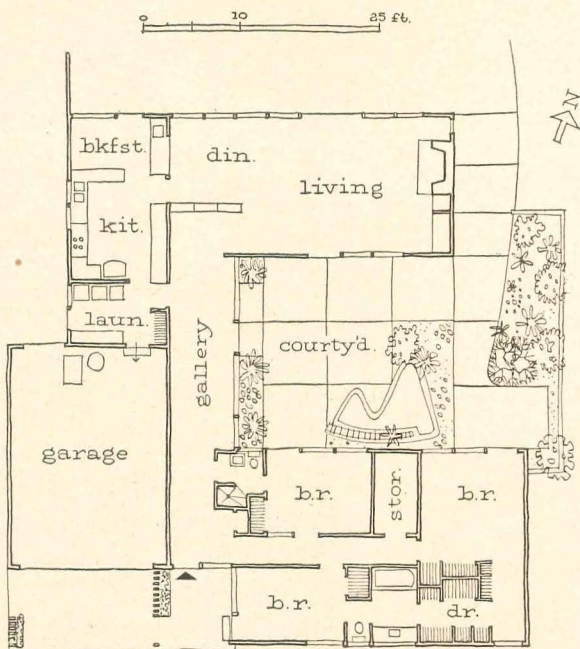 0 10 25 ft.
N
bkfst.
din.
living
kit.
laun.
gallery
courty'd.
garage
b.r.
stor.
b.r.
b.r.
dr.